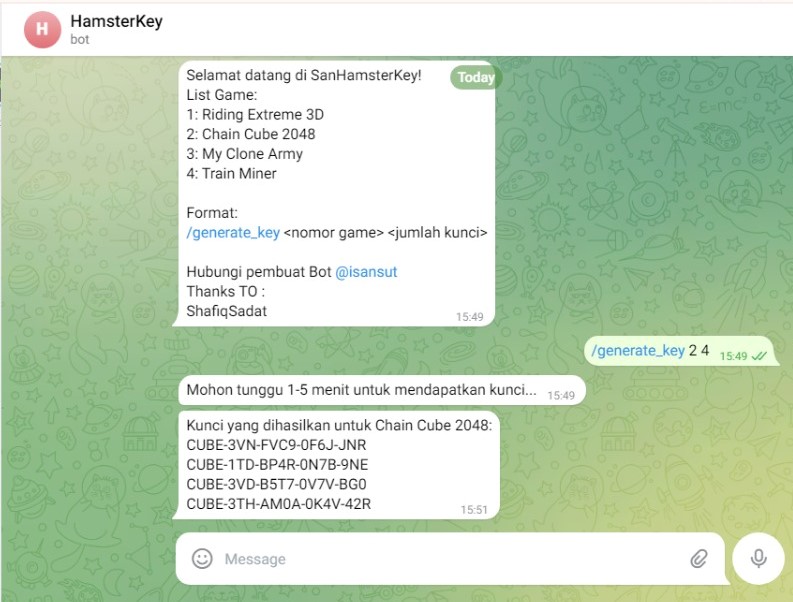 H
HamsterKey
bot
Today
Selamat datang di SanHamsterKey!
List Game:
1: Riding Extreme 3D
2: Chain Cube 2048
3: My Clone Army
4: Train Miner
Format:
/generate_key <nomor game> <jumlah kunci>
Hubungi pembuat Bot @isansut
Thanks TO :
ShafiqSadat
15:49
/generate_key 2 4 15:49
Mohon tunggu 1-5 menit untuk mendapatkan kunci... 15:49
Kunci yang dihasilkan untuk Chain Cube 2048:
CUBE-3VN-FVC9-0F6J-JNR
CUBE-1TD-BP4R-0N7B-9NE
CUBE-3VD-B5T7-0V7V-BG0
CUBE-3TH-AM0A-0K4V-42R
15:51
Message